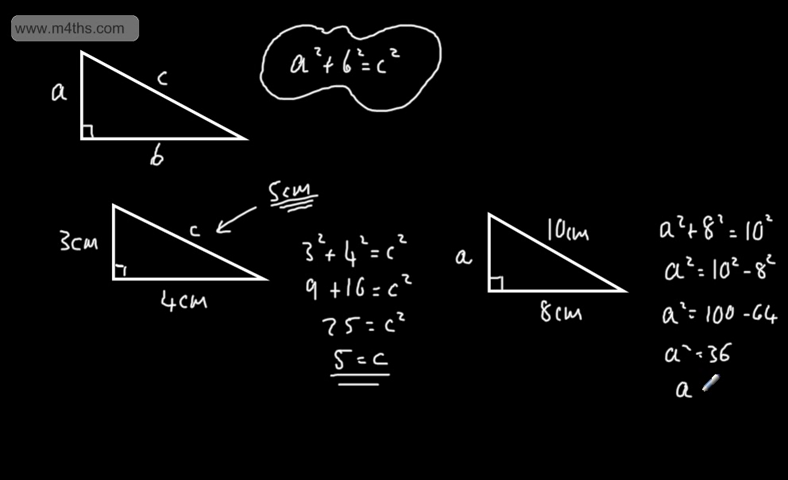 www.m4ths.com
a² + b² = c²
a
c
b
5cm
3cm
c
4cm
3² + 4² = c²
9 + 16 = c²
25 = c²
5 = c
10cm
a
8cm
a² + 8² = 10²
a² = 10² - 8²
a² = 100 - 64
a² = 36
a